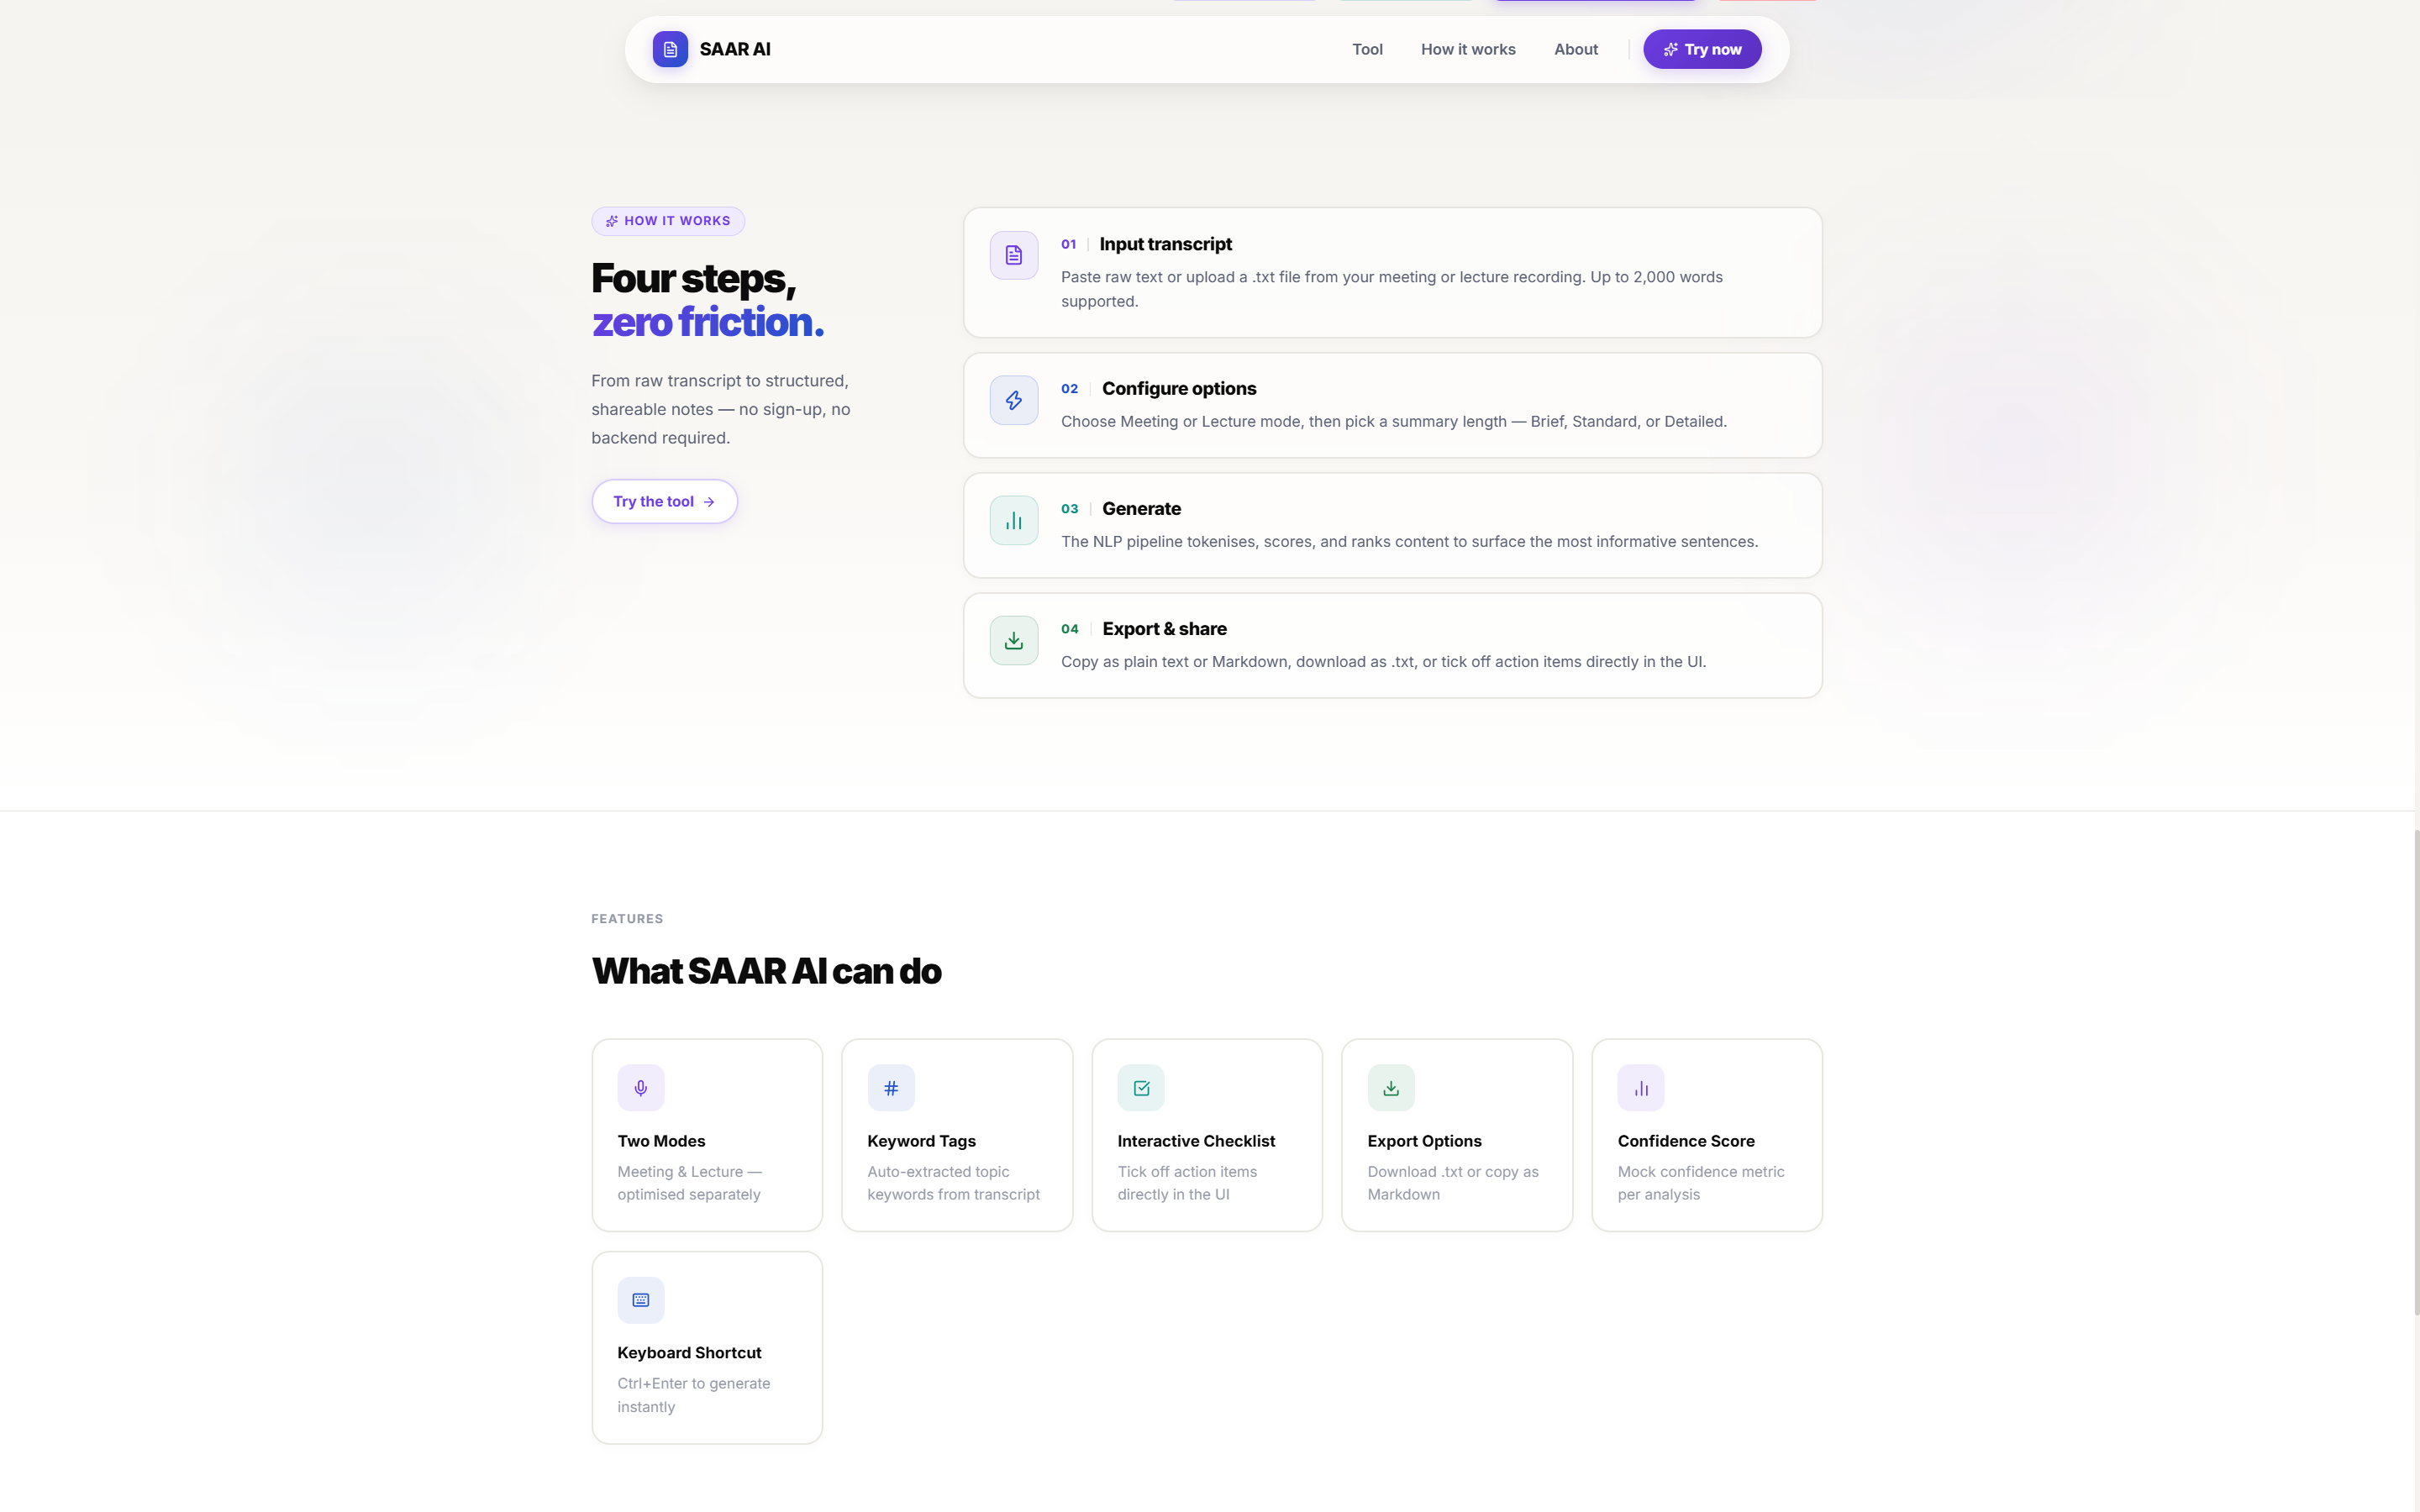 SAAR AI
Tool
How it works
About
Try now
HOW IT WORKS
Four steps,
zero friction.
From raw transcript to structured,
shareable notes — no sign-up, no
backend required.
Try the tool
01 Input transcript
Paste raw text or upload a .txt file from your meeting or lecture recording. Up to 2,000 words
supported.
02 Configure options
Choose Meeting or Lecture mode, then pick a summary length — Brief, Standard, or Detailed.
03 Generate
The NLP pipeline tokenises, scores, and ranks content to surface the most informative sentences.
04 Export & share
Copy as plain text or Markdown, download as .txt, or tick off action items directly in the UI.
FEATURES
What SAAR AI can do
Two Modes
Meeting & Lecture —
optimised separately
Keyword Tags
Auto-extracted topic
keywords from transcript
Interactive Checklist
Tick off action items
directly in the UI
Export Options
Download .txt or copy as
Markdown
Confidence Score
Mock confidence metric
per analysis
Keyboard Shortcut
Ctrl+Enter to generate
instantly